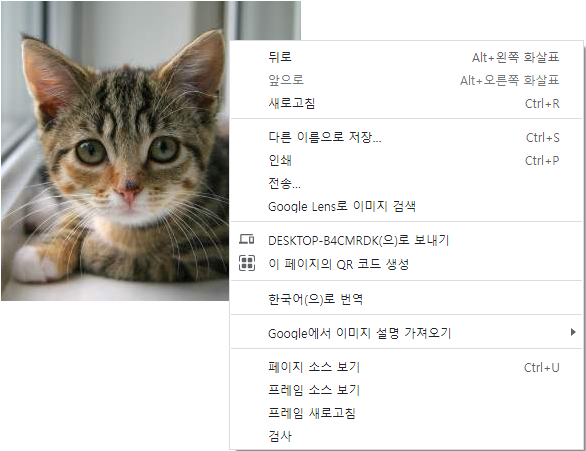 뒤로 Alt+왼쪽 화살표
앞으로 Alt+오른쪽 화살표
새로고침 Ctrl+R
다른 이름으로 저장... Ctrl+S
인쇄 Ctrl+P
전송...
Google Lens로 이미지 검색
DESKTOP-B4CMRDK(으)로 보내기
이 페이지의 QR 코드 생성
한국어(으)로 번역
Google에서 이미지 설명 가져오기
페이지 소스 보기 Ctrl+U
프레임 소스 보기
프레임 새로고침
검사